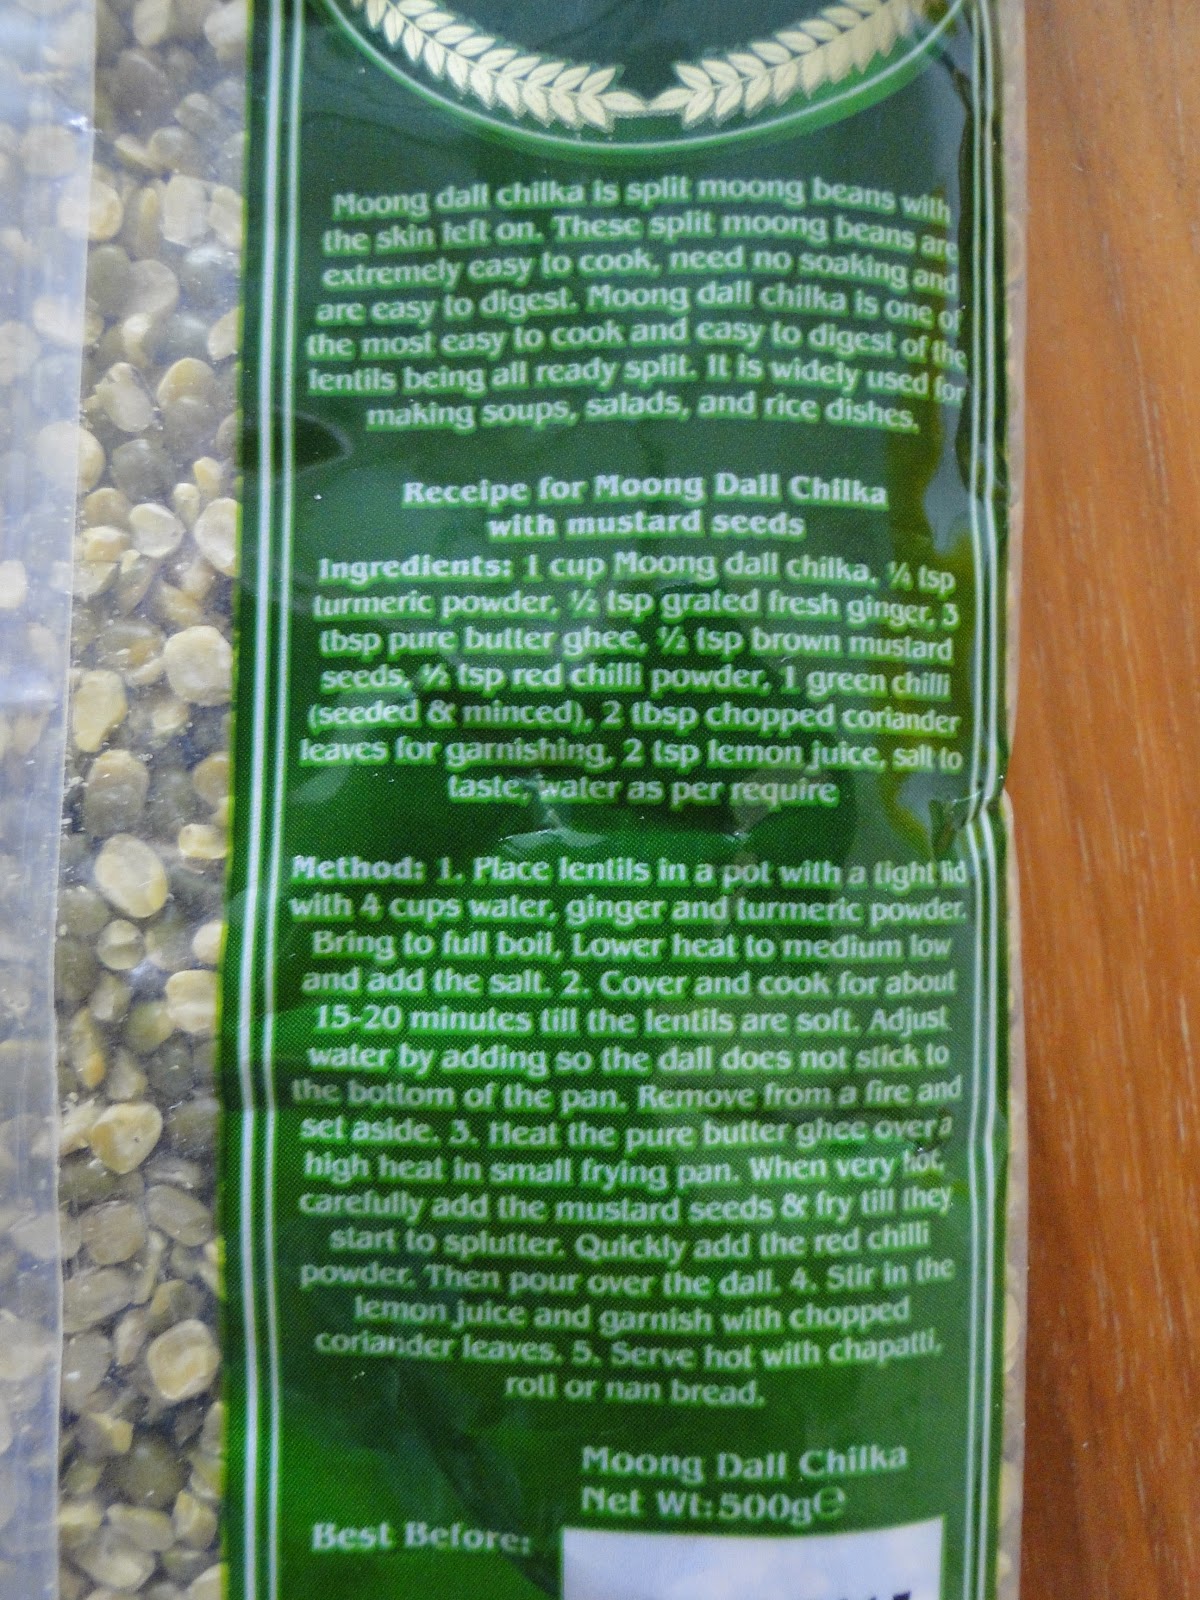 Moong dall chilka is split moong beans with
the skin left on. These split moong beans are
extremely easy to cook, need no soaking and
are easy to digest. Moong dall chilka is one of
the most easy to cook and easy to digest of the
lentils being all ready split. It is widely used for
making soups, salads, and rice dishes.
Receipe for Moong Dall Chilka
with mustard seeds
Ingredients: 1 cup Moong dall chilka, ¼ tsp
turmeric powder, ½ tsp grated fresh ginger, 3
tbsp pure butter ghee, ½ tsp brown mustard
seeds, ½ tsp red chilli powder, 1 green chilli
(seeded & minced), 2 tbsp chopped coriander
leaves for garnishing, 2 tsp lemon juice, salt to
taste, water as per require
Method: 1. Place lentils in a pot with a tight lid
with 4 cups water, ginger and turmeric powder.
Bring to full boil, Lower heat to medium low
and add the salt. 2. Cover and cook for about
15-20 minutes till the lentils are soft. Adjust
water by adding so the dall does not stick to
the bottom of the pan. Remove from a fire and
set aside. 3. Heat the pure butter ghee over a
high heat in small frying pan. When very hot,
carefully add the mustard seeds & fry till they
start to splutter. Quickly add the red chilli
powder. Then pour over the dall. 4. Stir in the
lemon juice and garnish with chopped
coriander leaves. 5. Serve hot with chapatti,
roti or nan bread.
Moong Dall Chilka
Net Wt: 500g℮
Best Before: